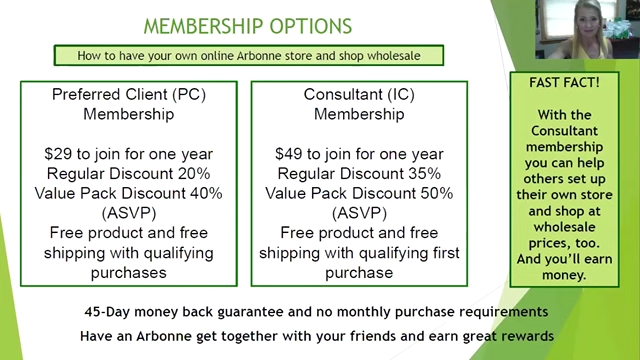 MEMBERSHIP OPTIONS
How to have your own online Arbonne store and shop wholesale
Preferred Client (PC)
Membership
$29 to join for one year
Regular Discount 20%
Value Pack Discount 40%
(ASVP)
Free product and free
shipping with qualifying
purchases
Consultant (IC)
Membership
$49 to join for one year
Regular Discount 35%
Value Pack Discount 50%
(ASVP)
Free product and free
shipping with qualifying first
purchase
FAST FACT!
With the
Consultant
membership
you can help
others set up
their own store
and shop at
wholesale
prices, too.
And you’ll earn
money.
45-Day money back guarantee and no monthly purchase requirements
Have an Arbonne get together with your friends and earn great rewards